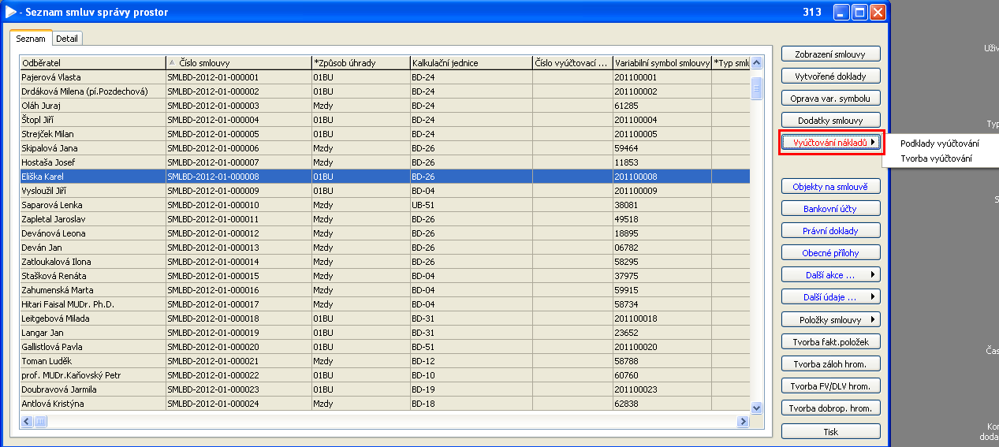 - Seznam smluv správy prostor 313
Seznam Detail
Odběratel Číslo smlouvy *Způsob úhrady Kalkulační jednice Číslo vyúčtovací ... Variabilní symbol smlouvy *Typ smlu
Pajerová Vlasta SMLBD-2012-01-000001 01BU BD-24 201100001
Drdáková Milena (pí.Pozdechová) SMLBD-2012-01-000002 01BU BD-24 201100002
Oláh Juraj SMLBD-2012-01-000003 Mzdy BD-24 61285
Štopl Jiří SMLBD-2012-01-000004 01BU BD-24 201100004
Strejček Milan SMLBD-2012-01-000005 01BU BD-24 201100005
Skipalová Jana SMLBD-2012-01-000006 Mzdy BD-26 59464
Hostaša Josef SMLBD-2012-01-000007 Mzdy BD-26 11853
Eliška Karel SMLBD-2012-01-000008 01BU BD-26 201100008
Vysloužil Jiří SMLBD-2012-01-000009 01BU BD-04 201100009
Saparová Lenka SMLBD-2012-01-000010 Mzdy UB-51 38081
Zapletal Jaroslav SMLBD-2012-01-000011 Mzdy BD-26 49518
Devánová Leona SMLBD-2012-01-000012 Mzdy BD-26 18895
Deván Jan SMLBD-2012-01-000013 Mzdy BD-26 06782
Zatloukalová Ilona SMLBD-2012-01-000014 Mzdy BD-26 58295
Stašková Renáta SMLBD-2012-01-000015 Mzdy BD-04 37975
Zahumenská Marta SMLBD-2012-01-000016 Mzdy BD-04 59915
Hitari Faisal MUDr. Ph.D. SMLBD-2012-01-000017 Mzdy BD-04 58734
Leitgebová Milada SMLBD-2012-01-000018 01BU BD-31 201100018
Langar Jan SMLBD-2012-01-000019 01BU BD-31 23652
Gallistlová Pavla SMLBD-2012-01-000020 01BU BD-51 201100020
Toman Luděk SMLBD-2012-01-000021 Mzdy BD-12 58788
prof. MUDr.Kaňovský Petr SMLBD-2012-01-000022 01BU BD-10 60760
Doubravová Jarmila SMLBD-2012-01-000023 01BU BD-19 201100023
Antlová Kristýna SMLBD-2012-01-000024 Mzdy BD-18 62838
Zobrazení smlouvy
Vytvořené doklady
Oprava var. symbolu
Dodatky smlouvy
Vyúčtování nákladů
Podklady vyúčtování
Tvorba vyúčtování
Objekty na smlouvě
Bankovní účty
Právní doklady
Obecné přílohy
Další akce ...
Další údaje ...
Položky smlouvy
Tvorba fakt.položek
Tvorba záloh hrom.
Tvorba FV/DLV hrom.
Tvorba dobrop. hrom.
Tisk
Uživ
Typ
S
Čas
Kor
doda